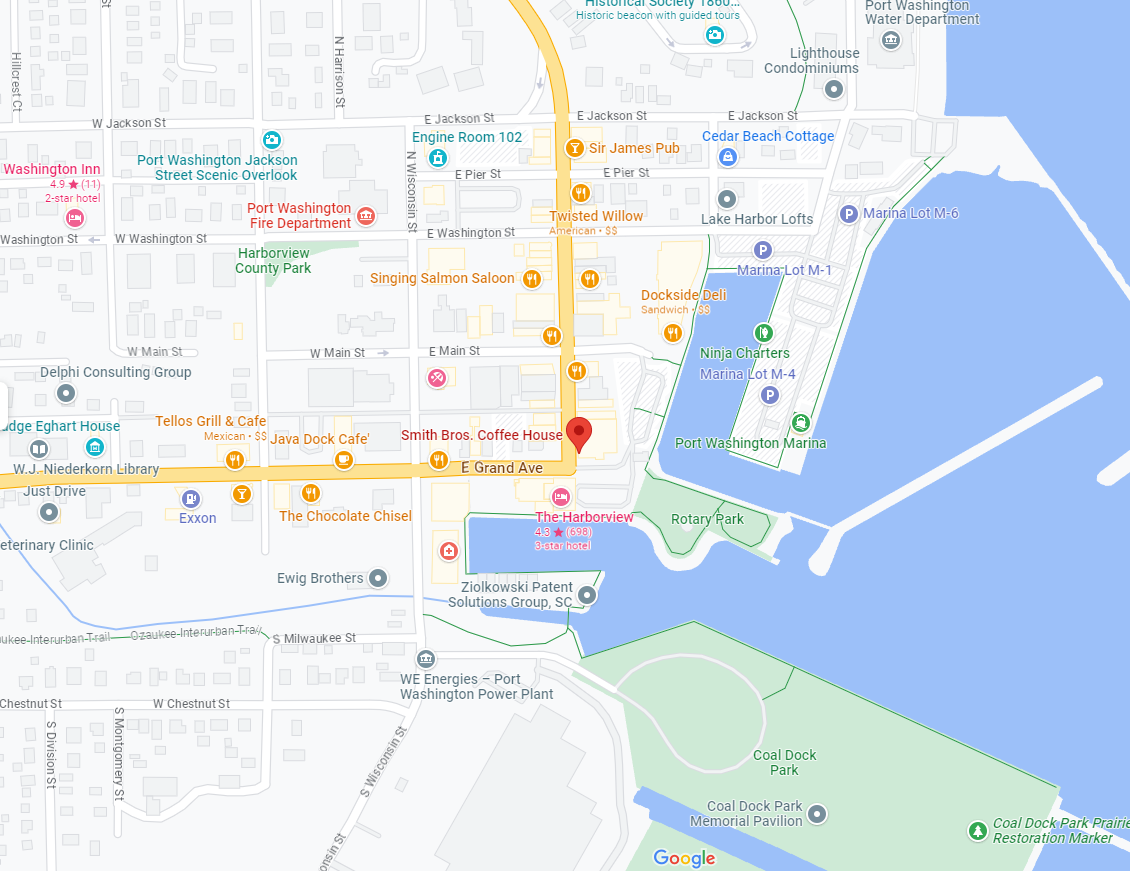 Historical Society 1860...
Historic beacon with guided tours
Port Washington
Water Department
Lighthouse
Condominiums
Hillcrest Ct
N Harrison St
St
W Jackson St
E Jackson St
E Jackson St
E Jackson St
Engine Room 102
Sir James Pub
Cedar Beach Cottage
Port Washington Jackson
Street Scenic Overlook
Washington Inn
4.9 ★ (11)
2-star hotel
N Wisconsin St
E Pier St
E Pier St
Port Washington
Fire Department
Twisted Willow
American • $$
Lake Harbor Lofts
P
Marina Lot M-6
Washington St
W Washington St
E Washington St
Harborview
County Park
P
Marina Lot M-1
Singing Salmon Saloon
Dockside Deli
Sandwich • $$
Ninja Charters
W Main St
W Main St
E Main St
Delphi Consulting Group
Marina Lot M-4
P
Tellos Grill & Cafe
Mexican • $$
udge Eghart House
Java Dock Cafe'
Smith Bros. Coffee House
Port Washington Marina
W.J. Niederkorn Library
E Grand Ave
Just Drive
Exxon
The Chocolate Chisel
The Harborview
4.3 ★ (698)
3-star hotel
Rotary Park
eterinary Clinic
Ewig Brothers
Ziolkowski Patent
Solutions Group, SC
ukee-Interurban-Trail
Ozaukee-Interurban-Trail
S Milwaukee St
WE Energies – Port
Washington Power Plant
Chestnut St
W Chestnut St
S Division St
S Montgomery St
S Wisconsin St
onsin St
Coal Dock
Park
Coal Dock Park
Memorial Pavilion
Coal Dock Park Prairie
Restoration Marker
Google